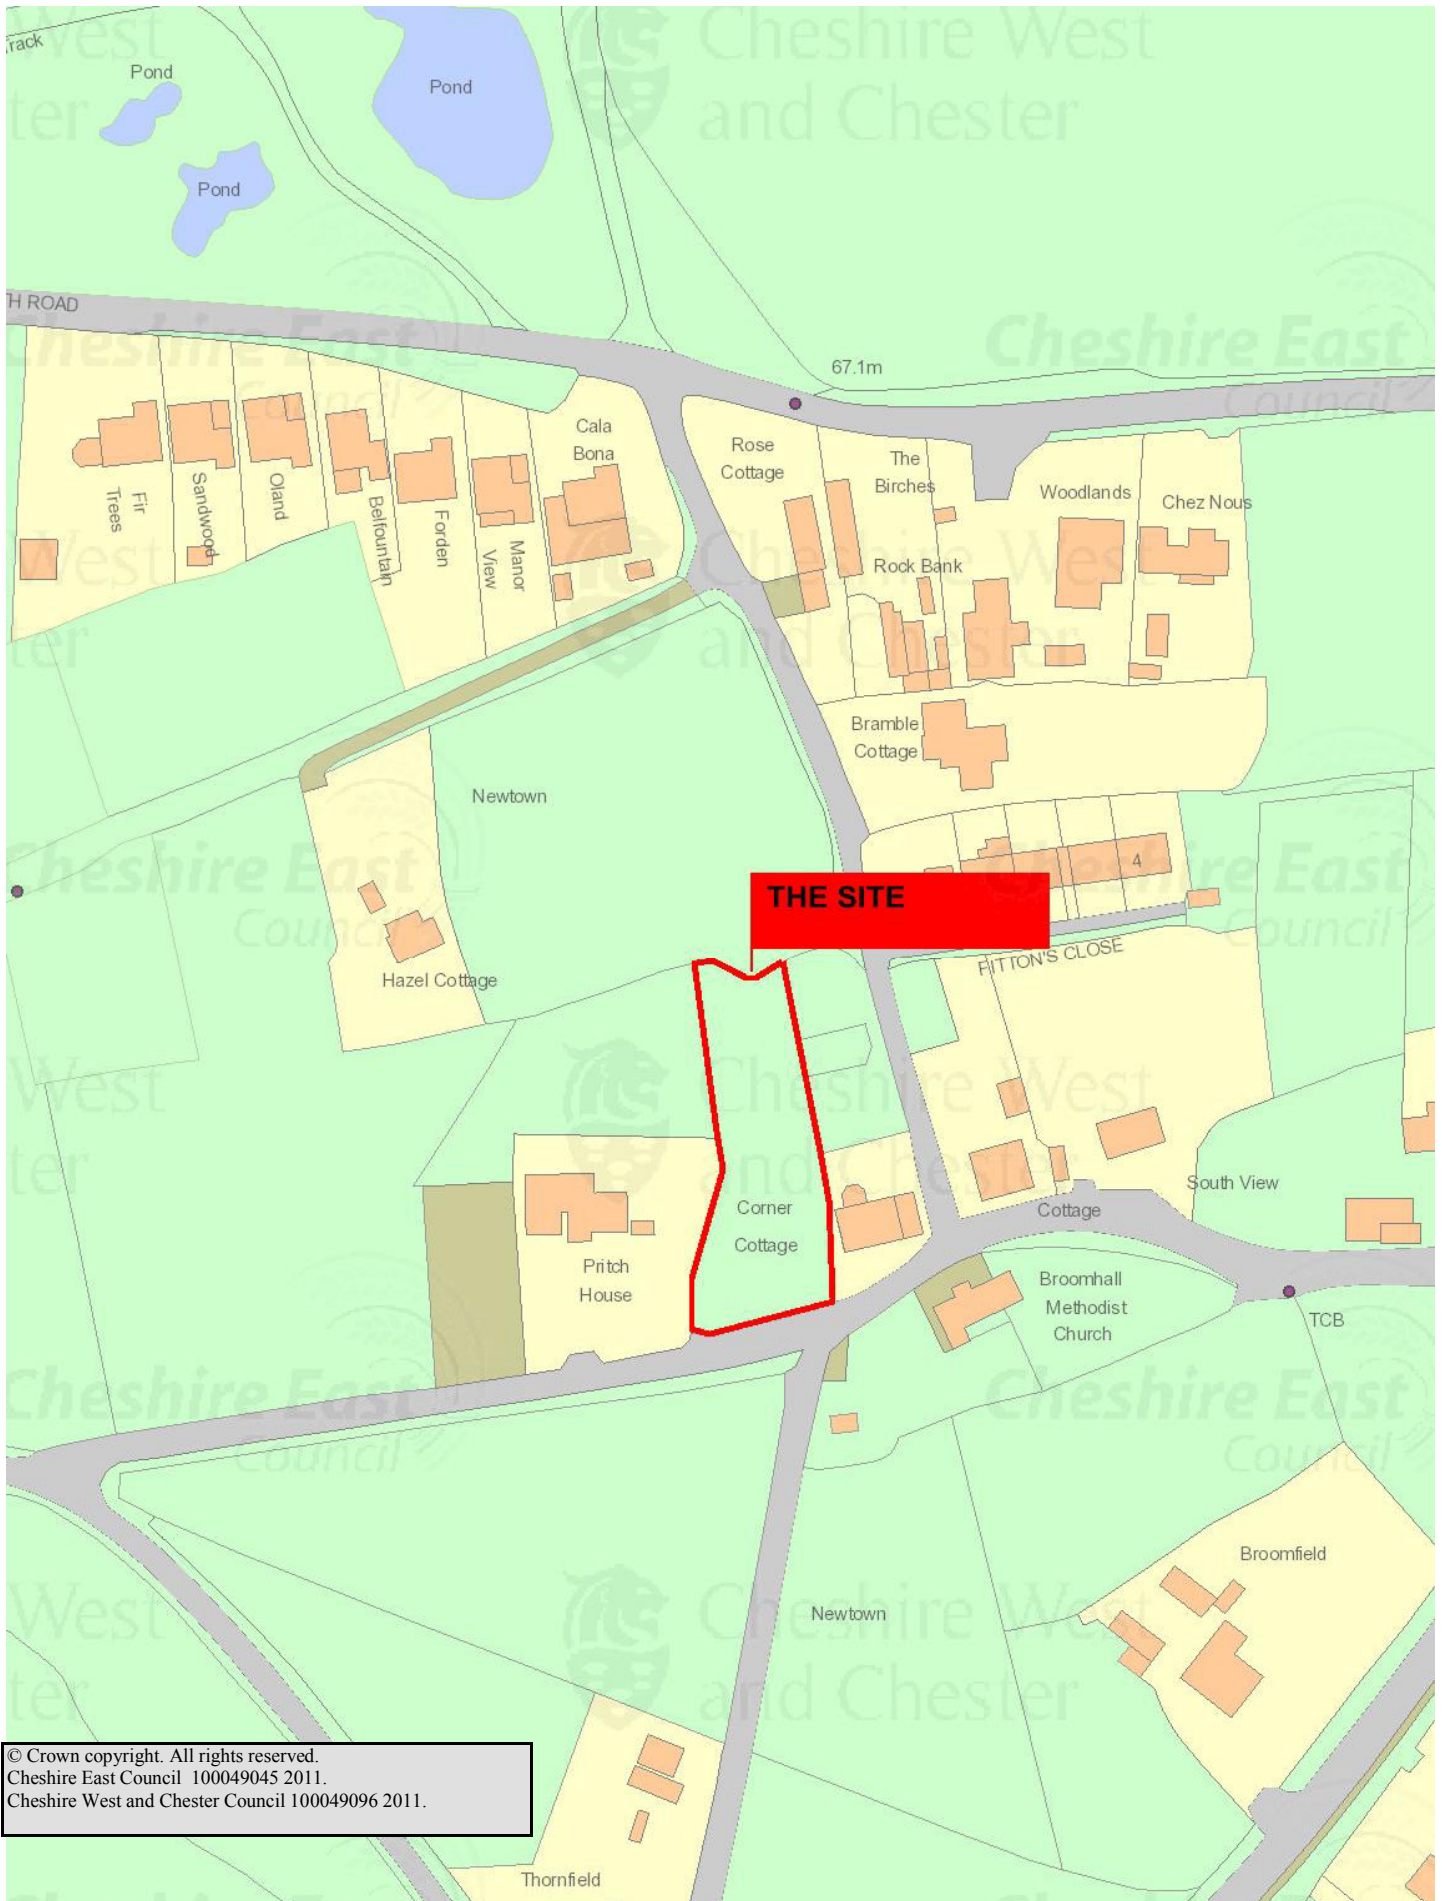 Track
Pond
Pond
Pond
TH ROAD
67.1m
Cala
Bona
Rose
Cottage
The
Birches
Woodlands
Chez Nous
Fir
Trees
Sandwood
Oland
Belfountain
Forden
Manor
View
Rock Bank
Bramble
Cottage
Newtown
4
THE SITE
FITTON'S CLOSE
Hazel Cottage
Corner
Cottage
South View
Cottage
Pritch
House
Broomhall
Methodist
Church
TCB
Broomfield
Newtown
Thornfield
© Crown copyright. All rights reserved.
Cheshire East Council 100049045 2011.
Cheshire West and Chester Council 100049096 2011.
Cheshire West
and Chester
Cheshire East
Council